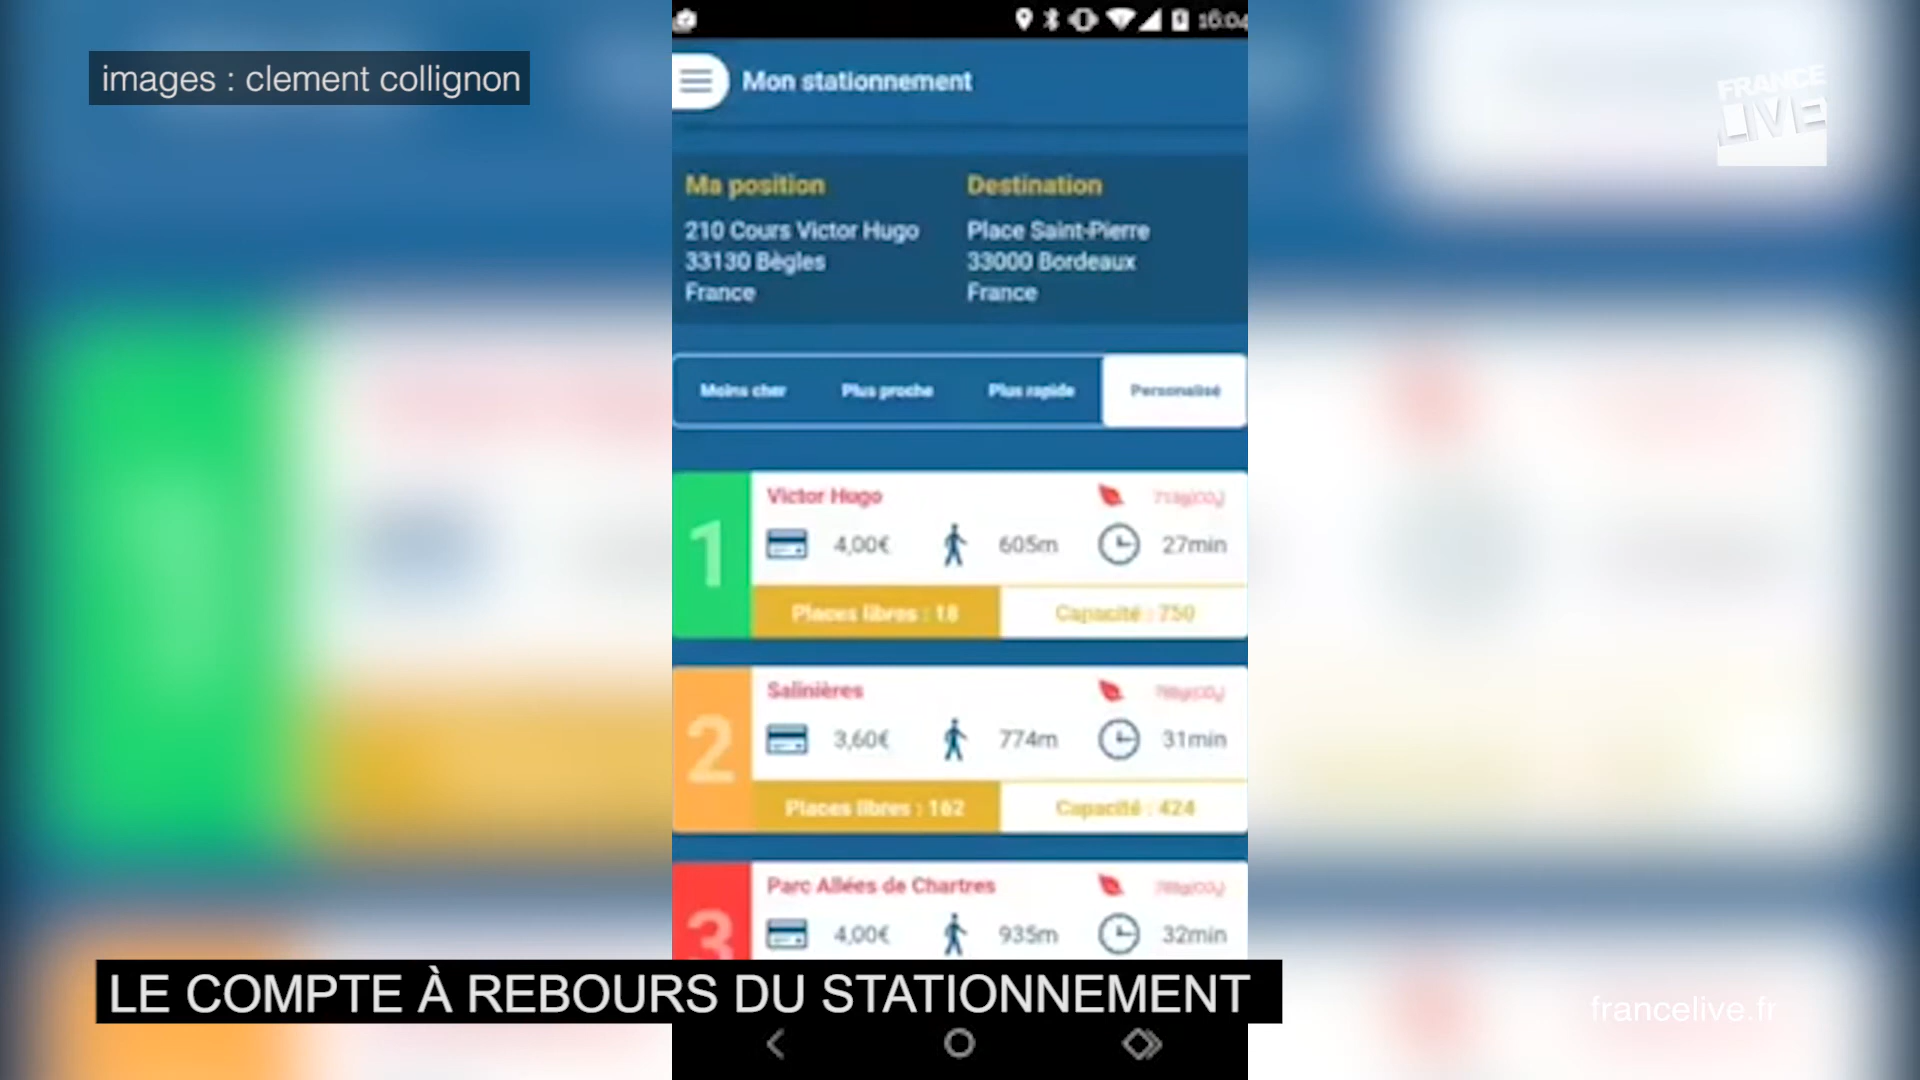 images : clement collignon
FRANCE
LIVE
16:04
Mon stationnement
Ma position
210 Cours Victor Hugo
33130 Bègles
France
Destination
Place Saint-Pierre
33000 Bordeaux
France
Moins cher
Plus proche
Plus rapide
Personalisé
1
Victor Hugo
4,00€
605m
27min
Places libres : 18
Capacité : 750
2
Salinières
3,60€
774m
31min
Places libres : 162
Capacité : 424
3
Parc Allées de Chartres
4,00€
935m
32min
LE COMPTE À REBOURS DU STATIONNEMENT
francelive.fr